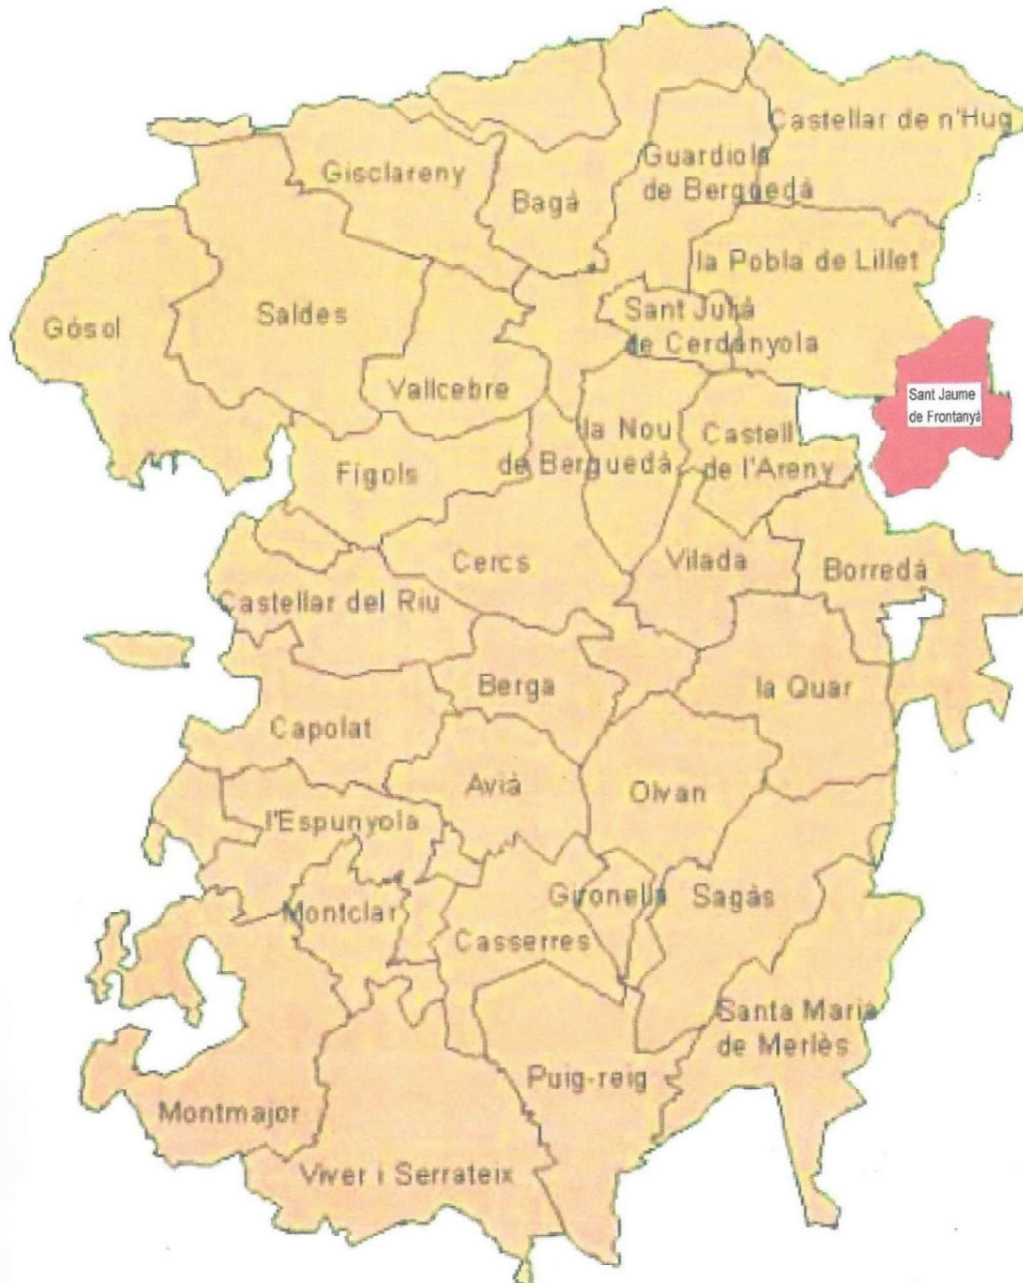 Castellar de n'Hug
Gisclareny
Guardiola
de Berguedà
Bagà
la Pobla de Lillet
Gósol
Saldes
Sant Julià
de Cerdanyola
Vallcebre
Sant Jaume
de Frontanyà
la Nou
de Berguedà
Castell
de l'Areny
Fígols
Cercs
Vilada
Borredà
Castellar del Riu
Berga
la Quar
Capolat
Avià
Olvan
l'Espunyola
Gironella
Sagàs
Montclar
Casserres
Santa Maria
de Merlès
Puig-reig
Montmajor
Viver i Serrateix